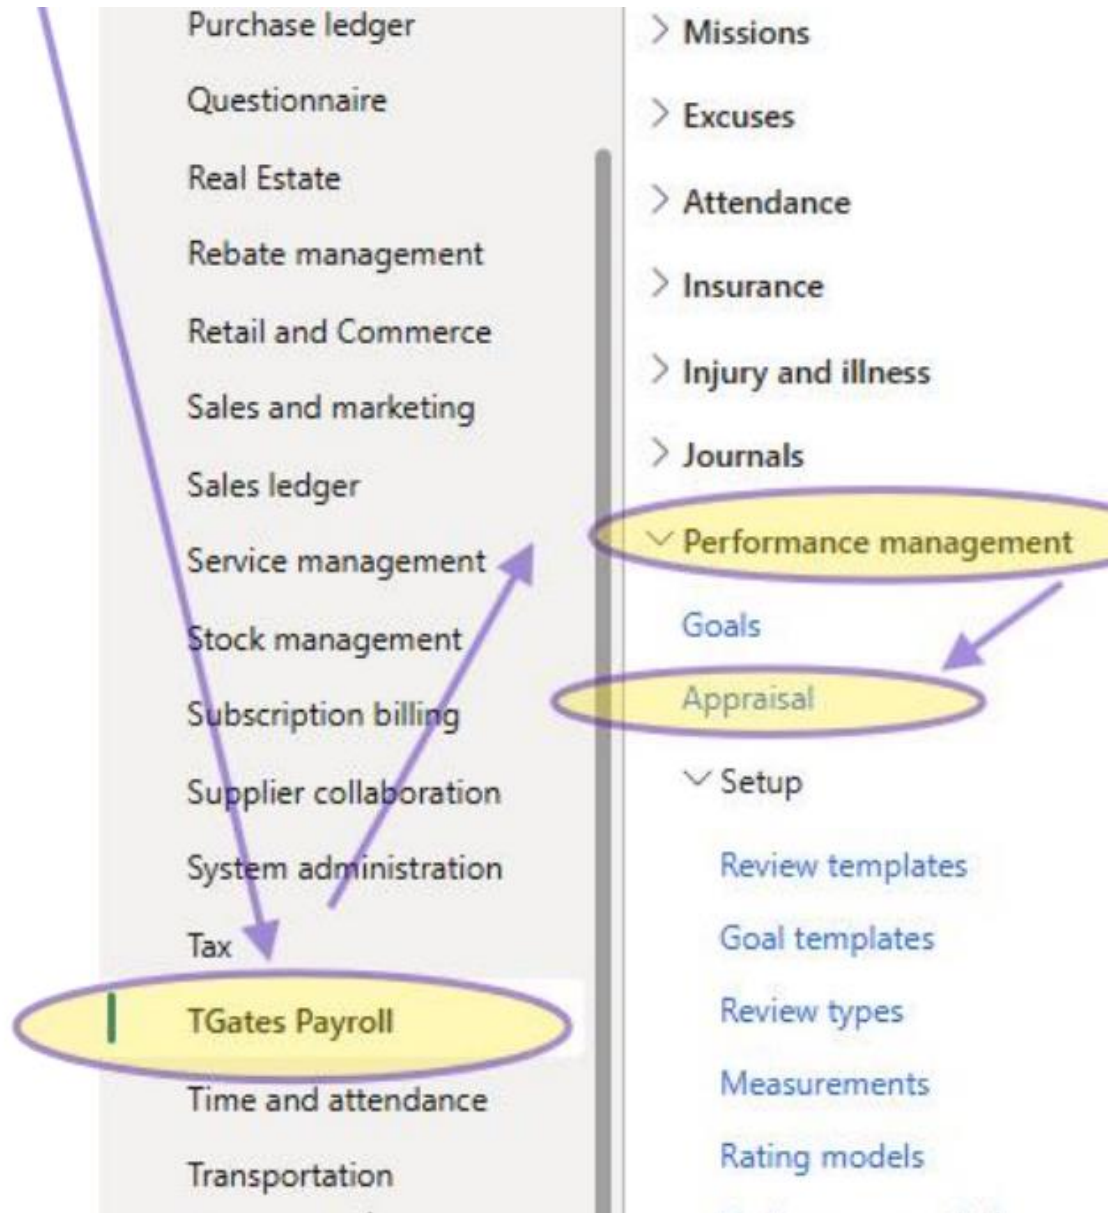 Purchase ledger
Questionnaire
Real Estate
Rebate management
Retail and Commerce
Sales and marketing
Sales ledger
Service management
Stock management
Subscription billing
Supplier collaboration
System administration
Tax
TGates Payroll
Time and attendance
Transportation
Missions
Excuses
Attendance
Insurance
Injury and illness
Journals
Performance management
Goals
Appraisal
Setup
Review templates
Goal templates
Review types
Measurements
Rating models